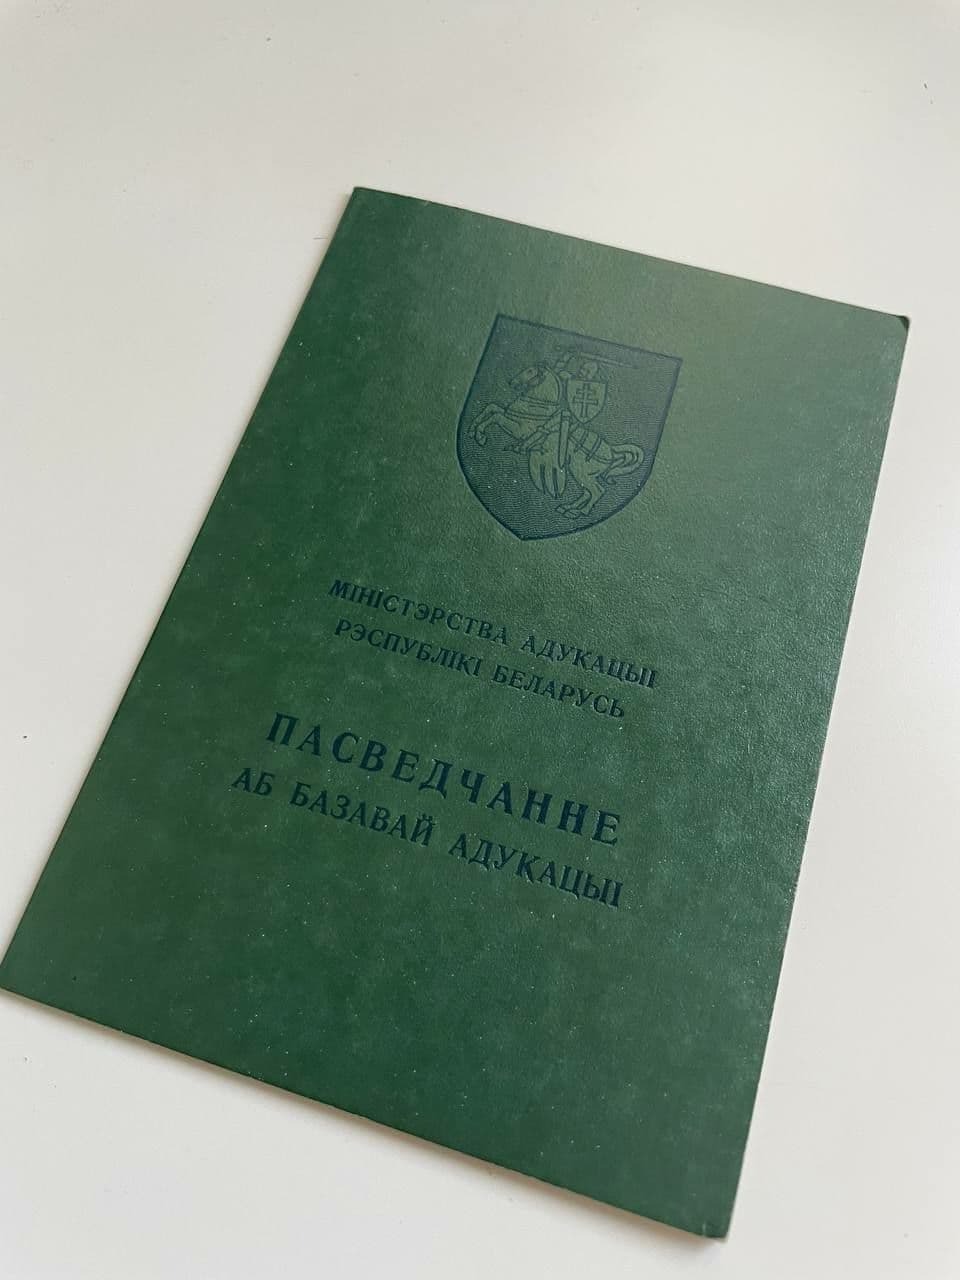 МІНІСТЭРСТВА АДУКАЦЫІ
РЭСПУБЛІКІ БЕЛАРУСЬ
ПАСВЕДЧАННЕ
АБ БАЗАВАЙ АДУКАЦЫІ